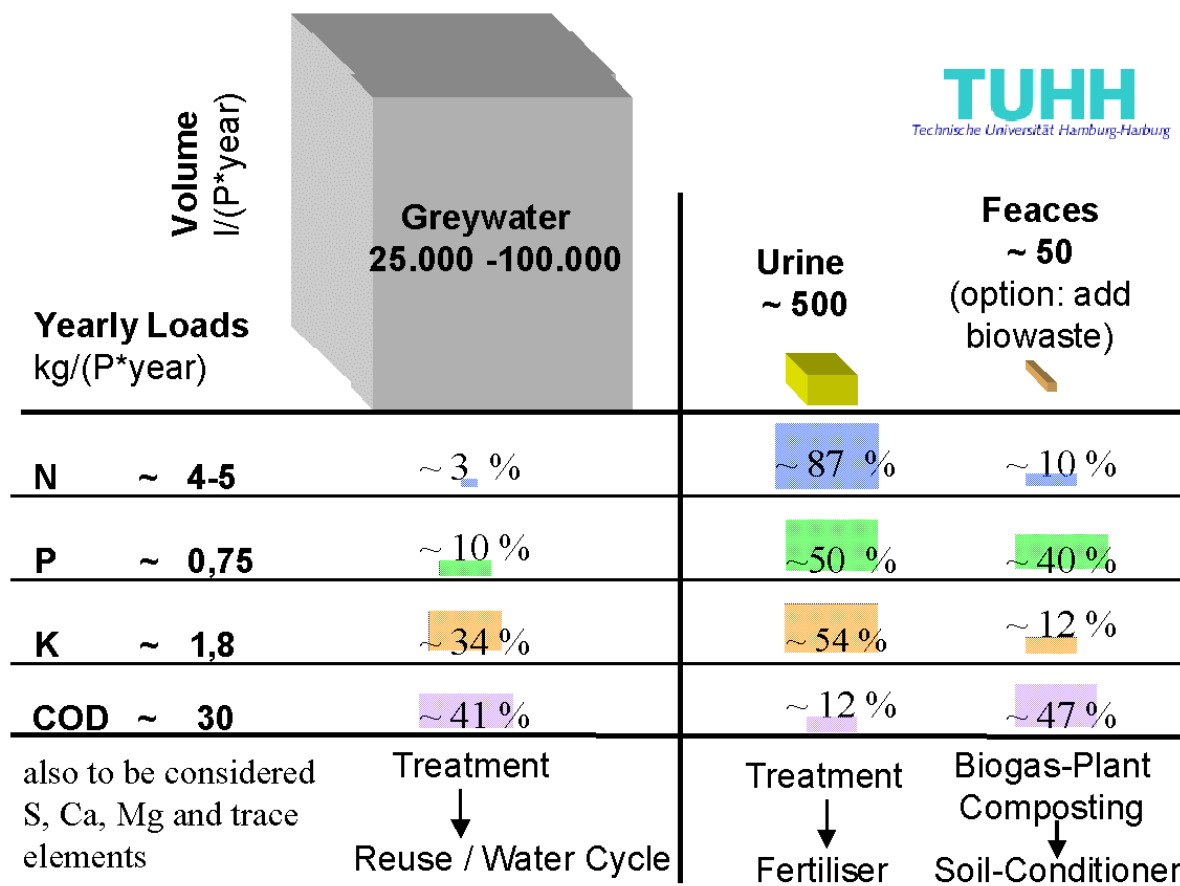 TUHH
Technische Universität Hamburg-Harburg
Volume
l/(P*year)
Greywater
25.000 -100.000
Urine
~ 500
Feaces
~ 50
(option: add
biowaste)
Yearly Loads
kg/(P*year)
N ~ 4-5 ~ 3 % ~ 87 % ~ 10 %
P ~ 0,75 ~ 10 % ~50 % ~ 40 %
K ~ 1,8 ~ 34 % ~ 54 % ~ 12 %
COD ~ 30 ~ 41 % ~ 12 % ~ 47 %
also to be considered
S, Ca, Mg and trace
elements
Treatment
Reuse / Water Cycle
Treatment
Fertiliser
Biogas-Plant
Composting
Soil-Conditioner